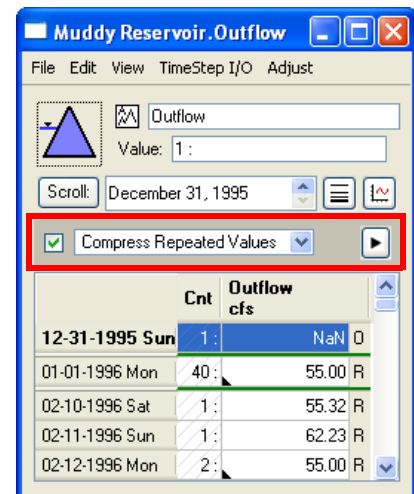 Muddy Reservoir.Outflow
File Edit View TimeStep I/O Adjust
Outflow
Value: 1 :
Scroll: December 31, 1995
Compress Repeated Values
Cnt Outflow cfs
12-31-1995 Sun 1 : NaN O
01-01-1996 Mon 40 : 55.00 R
02-10-1996 Sat 1 : 55.32 R
02-11-1996 Sun 1 : 62.23 R
02-12-1996 Mon 2 : 55.00 R